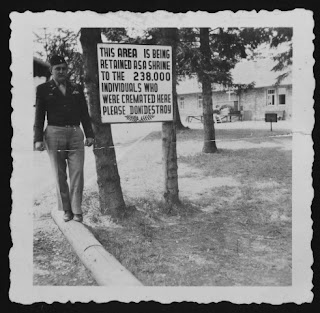 THIS AREA IS BEING
RETAINED AS A SHRINE
TO THE 238.000
INDIVIDUALS WHO
WERE CREMATED HERE
PLEASE DON'T DESTROY